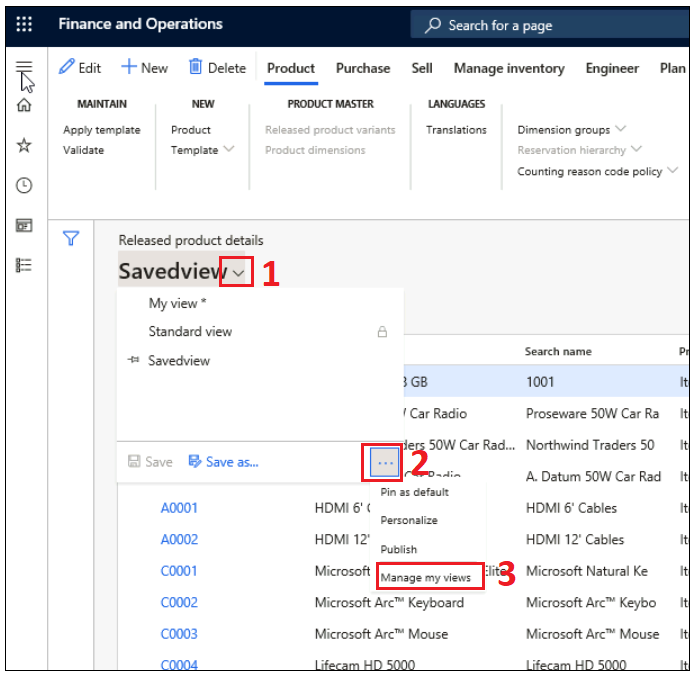 Finance and Operations
Search for a page
Edit
New
Delete
Product
Purchase
Sell
Manage inventory
Engineer
Plan
MAINTAIN
NEW
PRODUCT MASTER
LANGUAGES
Apply template
Product
Released product variants
Translations
Dimension groups
Validate
Template
Product dimensions
Reservation hierarchy
Counting reason code policy
Released product details
Savedview
1
My view *
Standard view
Savedview
Save
Save as...
...
2
Pin as default
Personalize
Publish
Manage my views
3
Search name
Pr
GB
1001
It
Car Radio
Proseware 50W Car Ra
It
ders 50W Car Rad...
Northwind Traders 50
It
Car Radio
A. Datum 50W Car Rad
It
A0001
HDMI 6'
HDMI 6' Cables
It
A0002
HDMI 12'
HDMI 12' Cables
It
C0001
Microsoft
Elite
Microsoft Natural Ke
It
C0002
Microsoft Arc™ Keyboard
Microsoft Arc™ Keybo
It
C0003
Microsoft Arc™ Mouse
Microsoft Arc™ Mouse
It
C0004
Lifecam HD 5000
Lifecam HD 5000
It